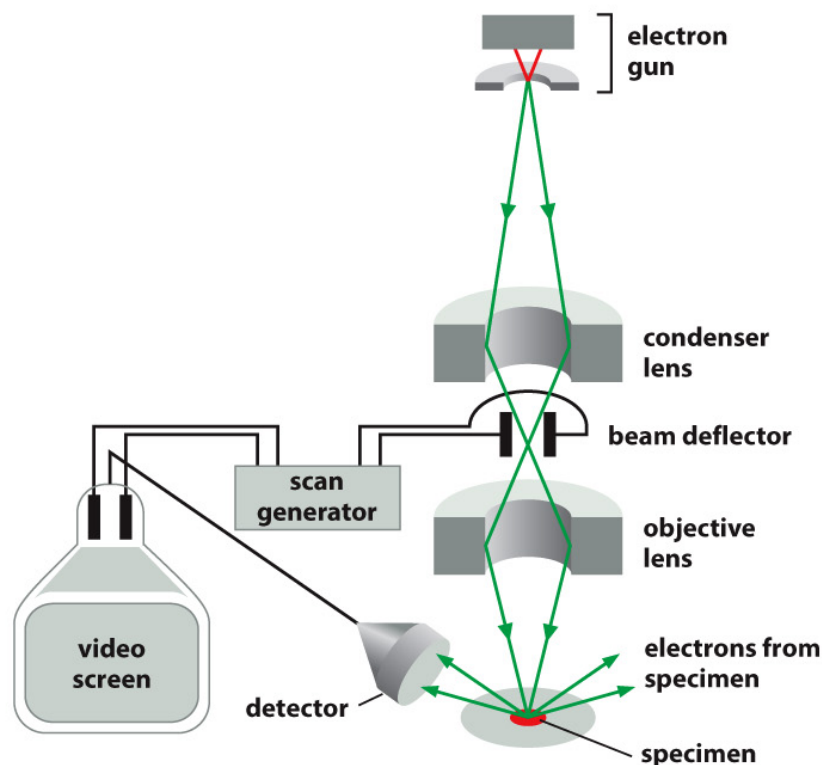 electron
gun
condenser
lens
beam deflector
scan
generator
objective
lens
video
screen
detector
electrons from
specimen
specimen